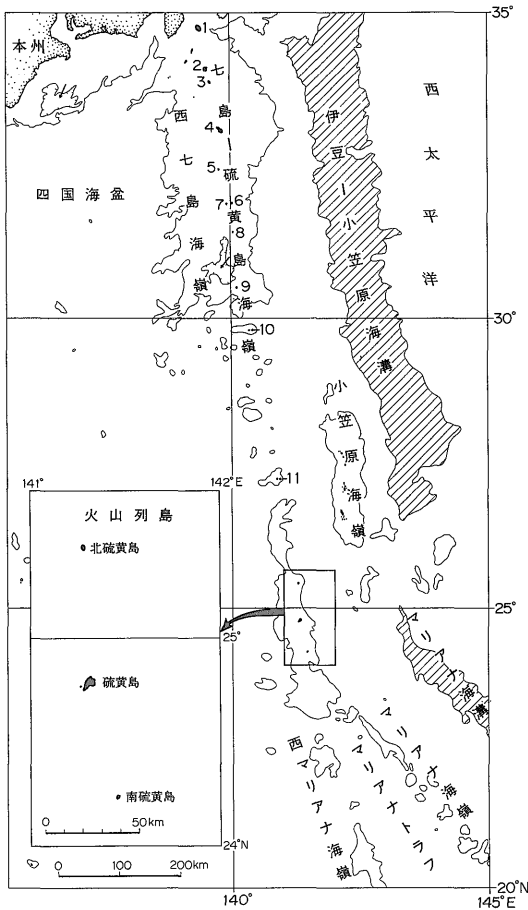 35°
本州
1
2
3
4
5
6
7
8
9
10
11
七島硫黄島海嶺
西七島海嶺
四国海盆
伊豆ー小笠原海溝
西太平洋
30°
小笠原海嶺
141°
142°E
火山列島
北硫黄島
25°
硫黄島
南硫黄島
0 50km
24°N
0 100 200km
25°
マリアナ海溝
西マリアナ海嶺
マリアナトラフ
マリアナ海嶺
140°
145°E
20°N